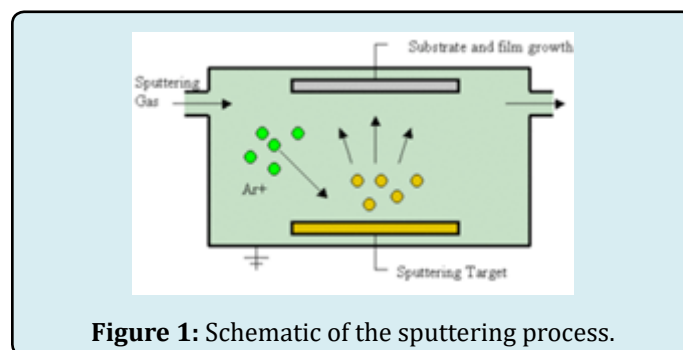 Substrate and film growth
Sputtering
Gas
Ar+
Sputtering Target
Figure 1: Schematic of the sputtering process.